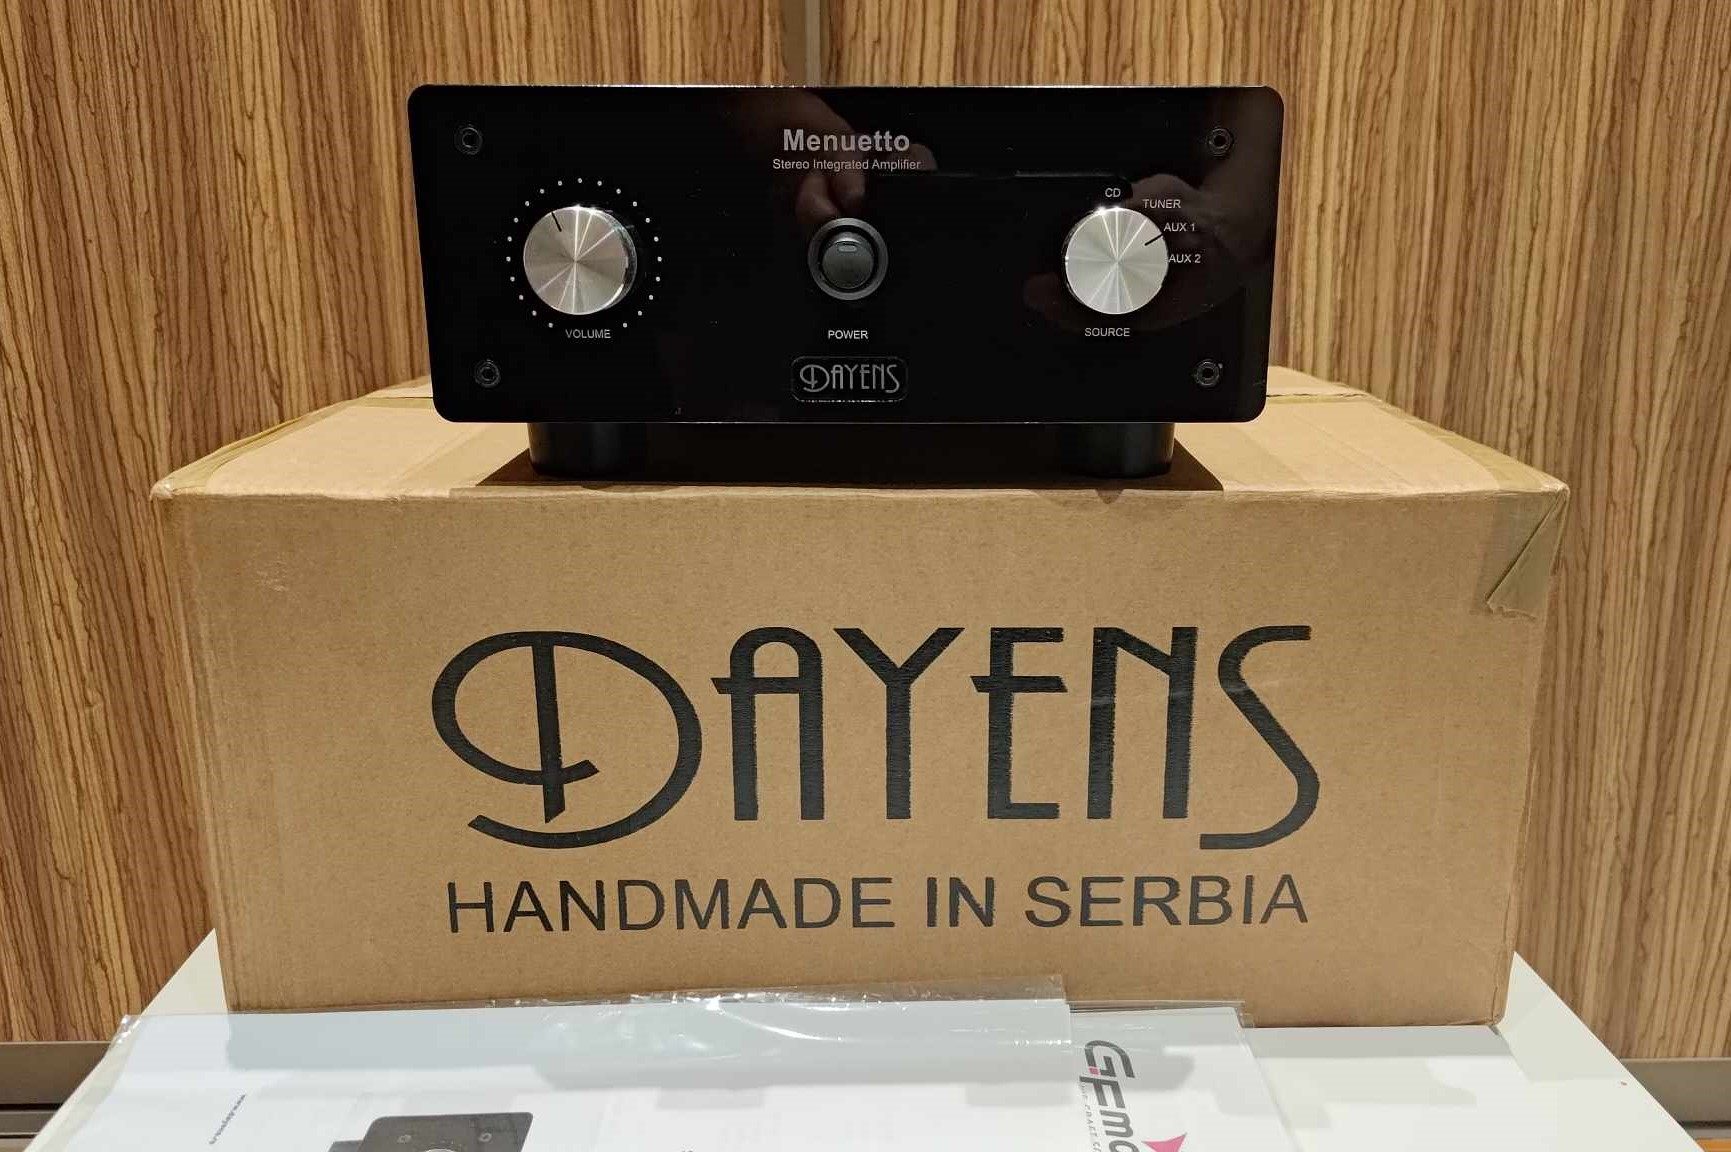 Menuetto
Stereo Integrated Amplifier
CD
TUNER
AUX 1
AUX 2
VOLUME
POWER
SOURCE
DAYENS
DAYENS
HANDMADE IN SERBIA